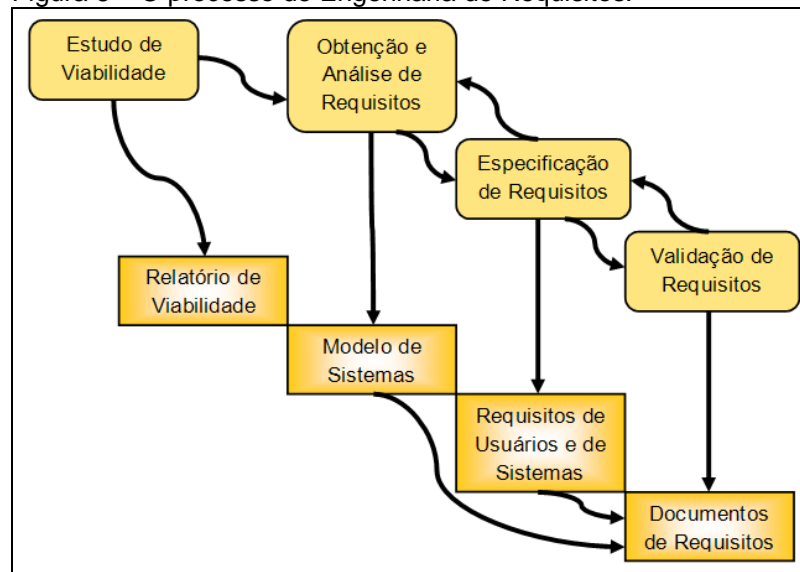 Figura – O processo de Engenharia de Requisitos.
Estudo de
Viabilidade
Obtenção e
Análise de
Requisitos
Especificação
de Requisitos
Validação de
Requisitos
Relatório de
Viabilidade
Modelo de
Sistemas
Requisitos de
Usuários e de
Sistemas
Documentos
de Requisitos